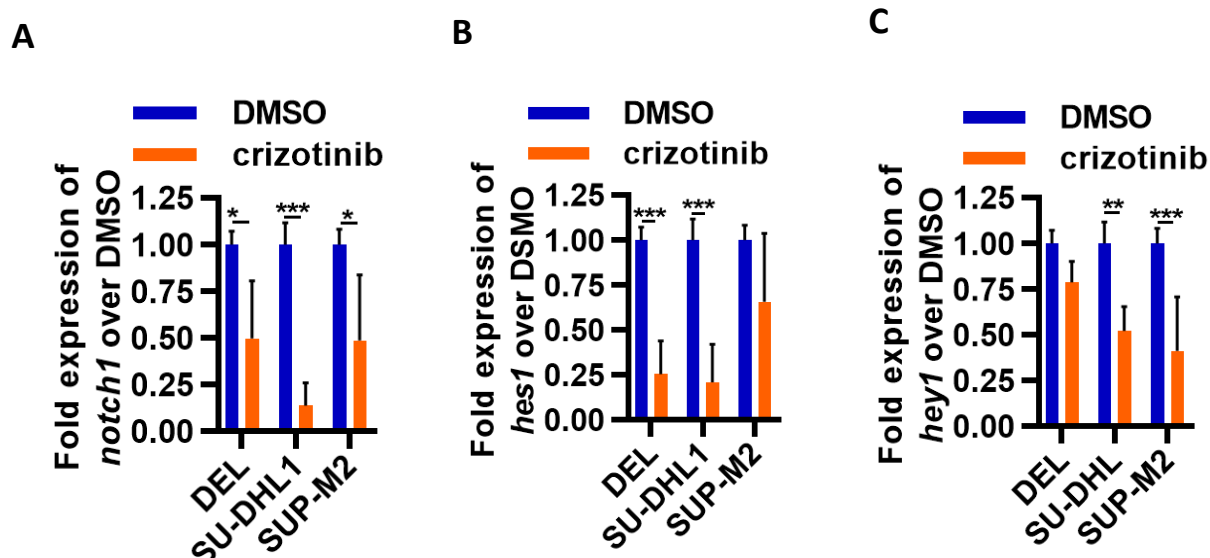 A
DMSO
crizotinib
Fold expression of
notch1 over DMSO
1.25
1.00
0.75
0.50
0.25
0.00
* *** *
DEL
SU-DHL1
SUP-M2
B
DMSO
crizotinib
Fold expression of
hes1 over DSMO
1.25
1.00
0.75
0.50
0.25
0.00
*** ***
DEL
SU-DHL1
SUP-M2
C
DMSO
crizotinib
Fold expression of
hey1 over DMSO
1.25
1.00
0.75
0.50
0.25
0.00
** ***
DEL
SU-DHL
SUP-M2